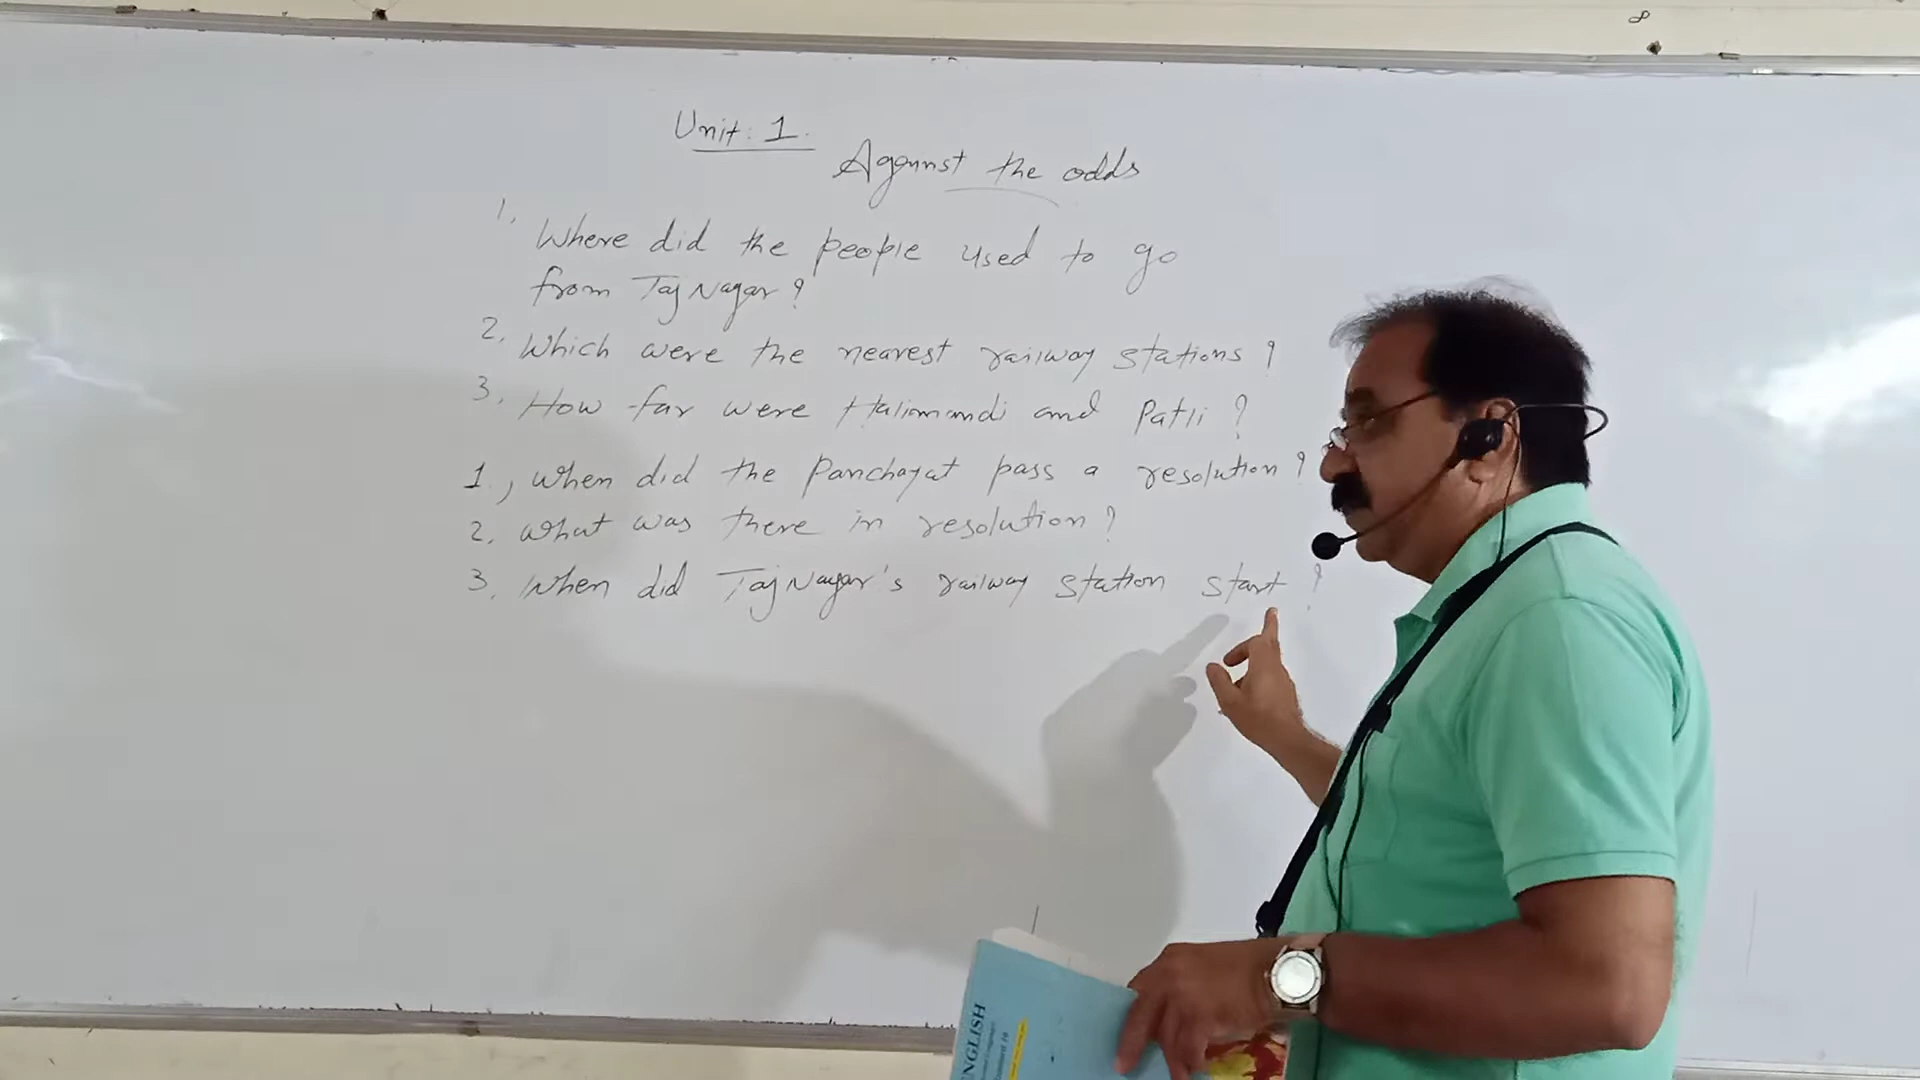 Unit: 1.
Against the odds
1. Where did the people used to go
from Taj Nagar?
2. Which were the nearest railway stations?
3. How far were Halimandi and Patli?
1., When did the Panchayat pass a resolution?
2. What was there in resolution?
3. When did Taj Nagar's railway station start?
ENGLISH